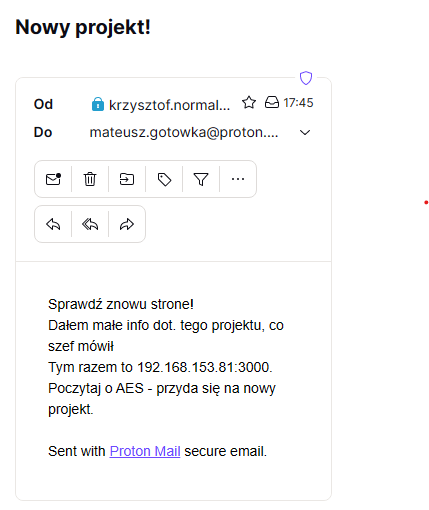 Nowy projekt!
Od krzysztof.normal... 17:45
Do mateusz.gotowka@proton....
Sprawdź znowu strone!
Dałem małe info dot. tego projektu, co
szef mówił
Tym razem to 192.168.153.81:3000.
Poczytaj o AES - przyda się na nowy
projekt.
Sent with Proton Mail secure email.